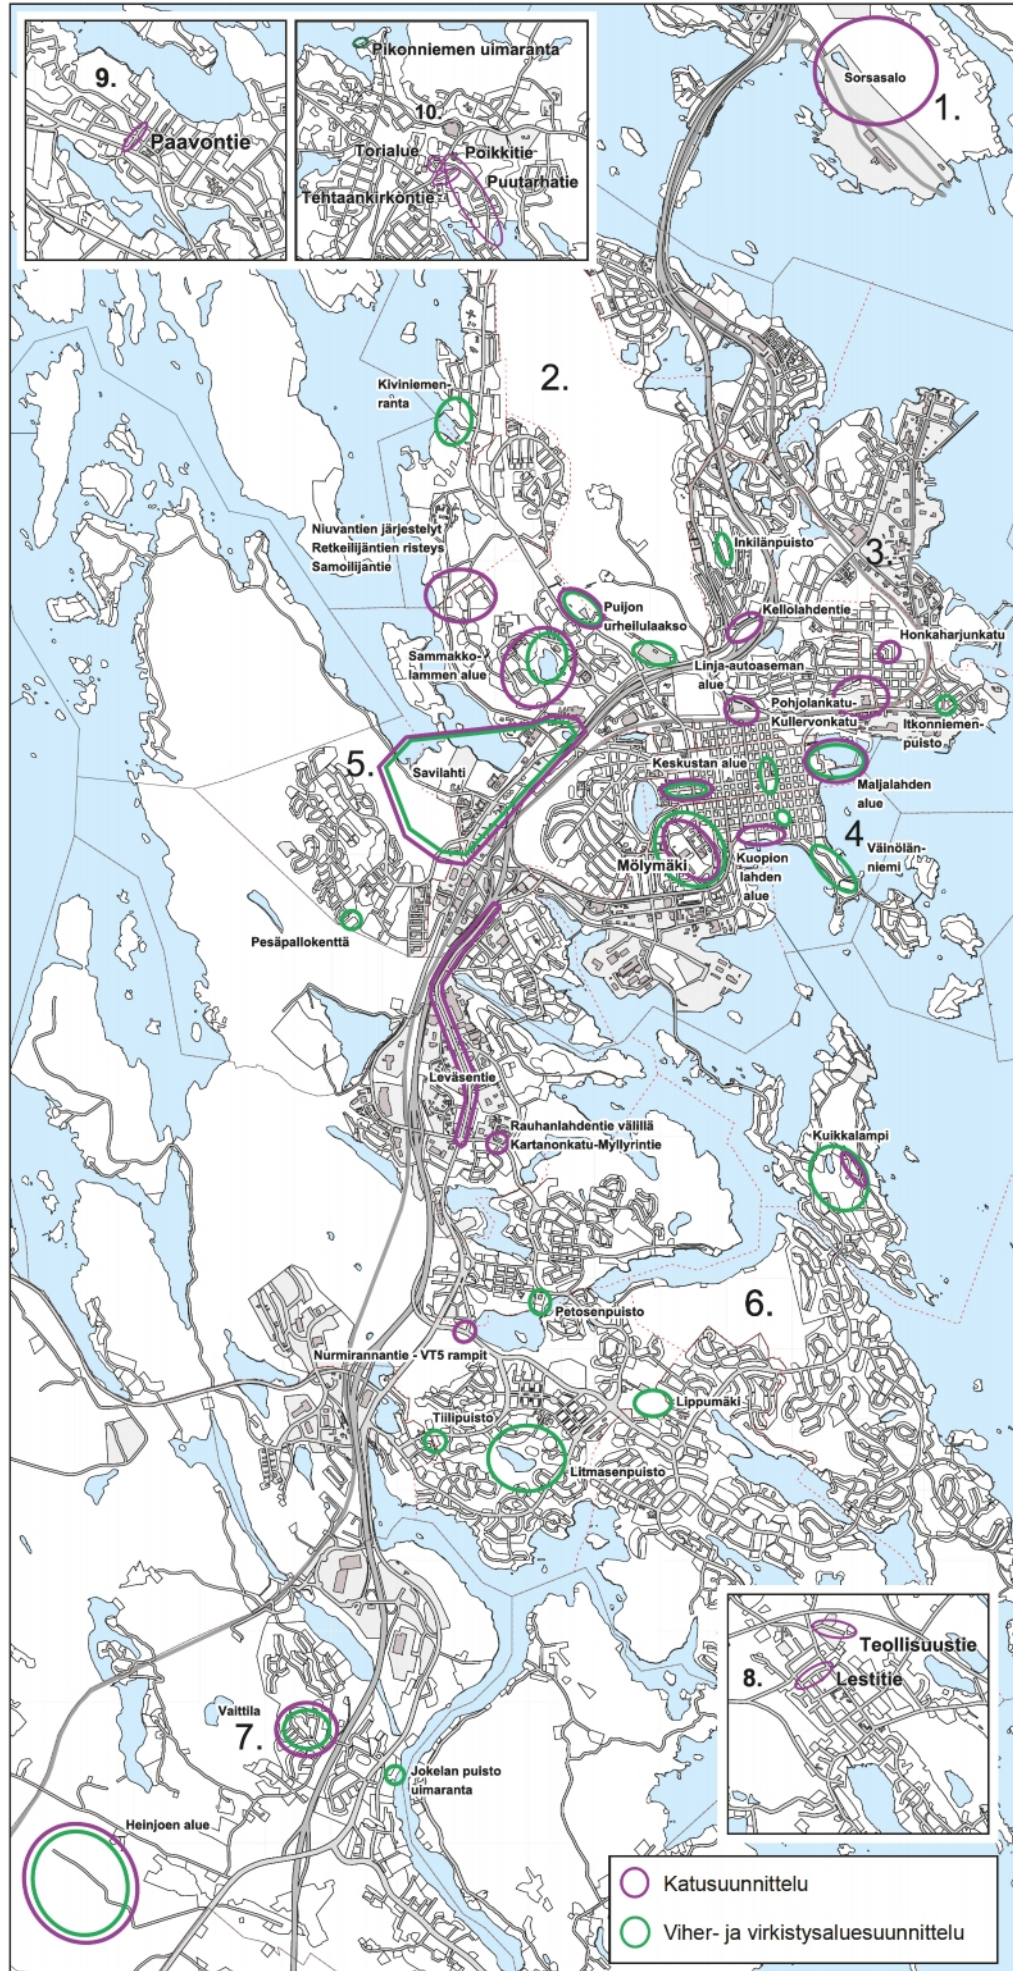 9.
Paavontie
Pikonniemen uimaranta
10.
Torialue
Poikkitie
Puutarhatie
Tehtaankirkontie
Sorsasalo
1.
2.
Kiviniemen-
ranta
Niuvantien järjestelyt
Retkeilijäntien risteys
Samoilijantie
Inkilänpuisto
3.
Puijon
urheilulaakso
Kellolahdentie
Honkaharjunkatu
Sammakko-
lammen alue
Linja-autoaseman
alue
Pohjolankatu-
Kullervonkatu
Itkonniemen-
puisto
5.
Savilahti
Keskustan alue
Maljalahden
alue
4
Väinölän-
niemi
Mölymäki
Kuopion
lahden
alue
Pesäpallokenttä
Leväsentie
Rauhanlahdentie välillä
Kartanonkatu-Myllyrintie
Kuikkalampi
6.
Petosenpuisto
Nurmirannantie - VT5 rampit
Lippumäki
Tiilipuisto
Litmasenpuisto
Teollisuustie
8.
Lestitie
Vaittila
7.
Jokelan puisto
uimaranta
Heinjoen alue
Katusuunnittelu
Viher- ja virkistysaluesuunnittelu